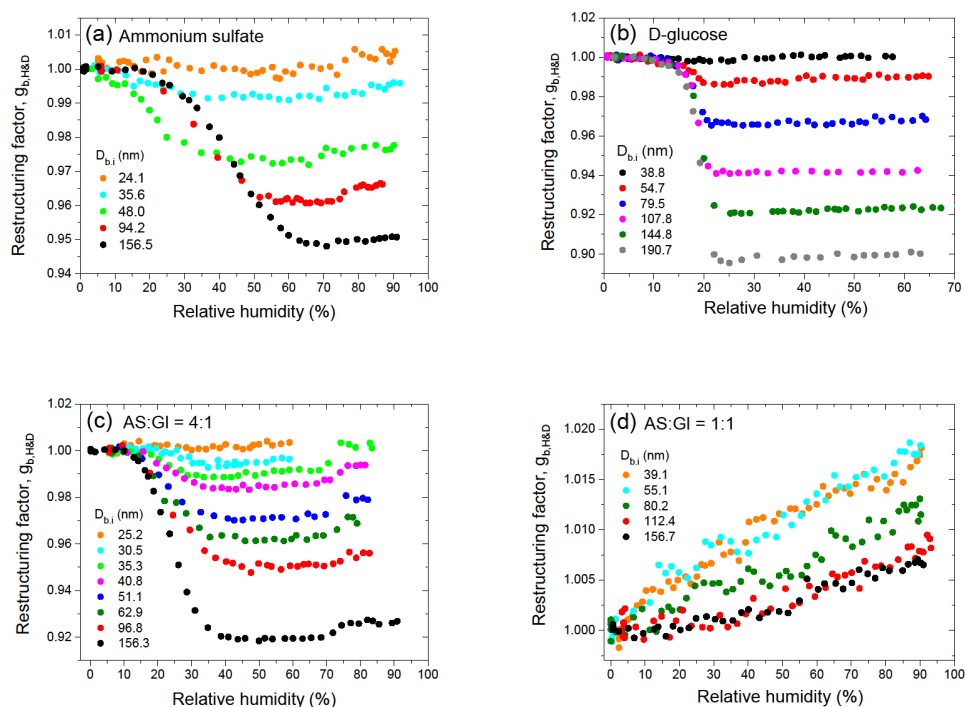 (a) Ammonium sulfate
Restructuring factor, gb,H&D
1.01
1.00
0.99
0.98
0.97
0.96
0.95
0.94
Db.i (nm)
24.1
35.6
48.0
94.2
156.5
0 10 20 30 40 50 60 70 80 90 100
Relative humidity (%)
(b) D-glucose
Restructuring factor, gb,H&D
1.02
1.00
0.98
0.96
0.94
0.92
0.90
Db.i (nm)
38.8
54.7
79.5
107.8
144.8
190.7
0 10 20 30 40 50 60 70
Relative humidity (%)
(c) AS:Gl = 4:1
Restructuring factor, gb,H&D
1.02
1.00
0.98
0.96
0.94
0.92
Db.i (nm)
25.2
30.5
35.3
40.8
51.1
62.9
96.8
156.3
0 10 20 30 40 50 60 70 80 90 100
Relative humidity (%)
(d) AS:Gl = 1:1
Restructuring factor, gb,H&D
1.020
1.015
1.010
1.005
1.000
Db.i (nm)
39.1
55.1
80.2
112.4
156.7
0 10 20 30 40 50 60 70 80 90 100
Relative humidity (%)